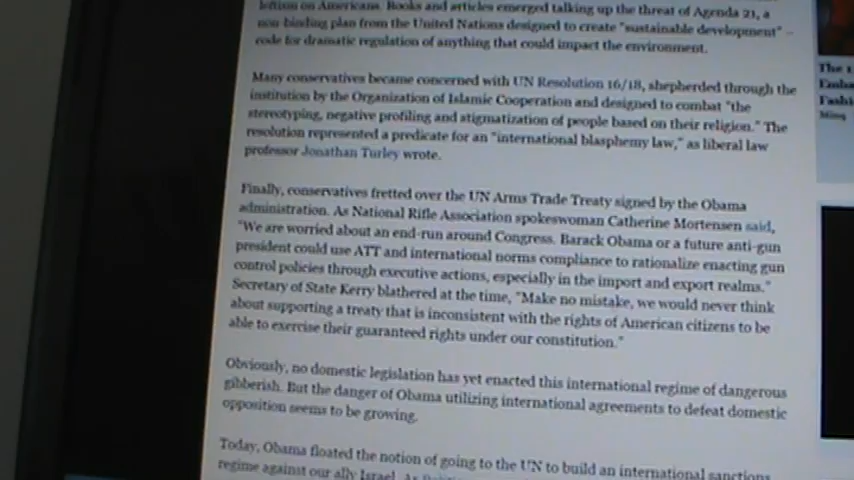 leftism on Americans. Books and articles emerged talking up the threat of Agenda 21, a
non-binding plan from the United Nations designed to create "sustainable development" –
code for dramatic regulation of anything that could impact the environment.
Many conservatives became concerned with UN Resolution 16/18, shepherded through the
institution by the Organization of Islamic Cooperation and designed to combat "the
stereotyping, negative profiling and stigmatization of people based on their religion." The
resolution represented a predicate for an "international blasphemy law," as liberal law
professor Jonathan Turley wrote.
Finally, conservatives fretted over the UN Arms Trade Treaty signed by the Obama
administration. As National Rifle Association spokeswoman Catherine Mortensen said,
"We are worried about an end-run around Congress. Barack Obama or a future anti-gun
president could use ATT and international norms compliance to rationalize enacting gun
control policies through executive actions, especially in the import and export realms."
Secretary of State Kerry blathered at the time, "Make no mistake, we would never think
about supporting a treaty that is inconsistent with the rights of American citizens to be
able to exercise their guaranteed rights under our constitution."
Obviously, no domestic legislation has yet enacted this international regime of dangerous
gibberish. But the danger of Obama utilizing international agreements to defeat domestic
opposition seems to be growing.
Today, Obama floated the notion of going to the UN to build an international sanctions
regime against our ally Israel. As
The
Emba
Fashi
Ming